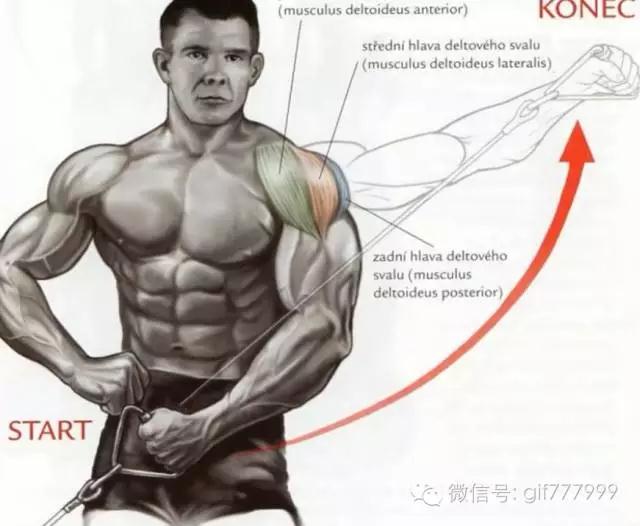 (musculus deltoideus anterior)
KONEC
střední hlava deltového svalu
(musculus deltoideus lateralis)
zadní hlava deltového
svalu (musculus
deltoideus posterior)
START
微信号: gif777999